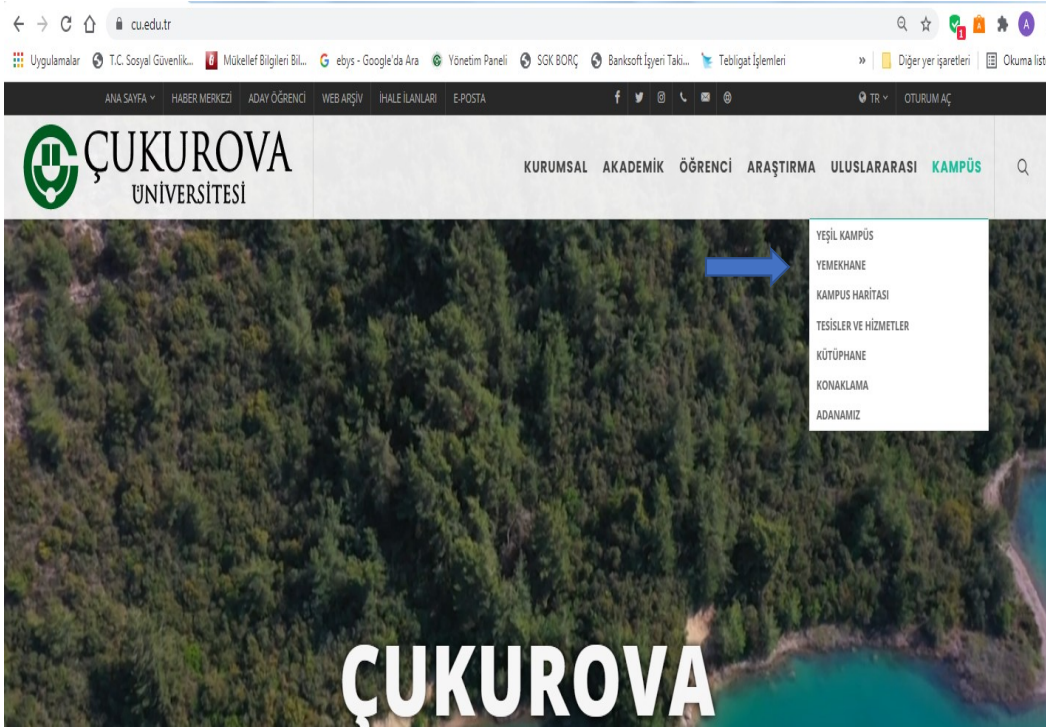 cu.edu.tr
1
A
Uygulamalar T.C. Sosyal Güvenlik... Mükellef Bilgileri Bil... ebys - Google'da Ara Yönetim Paneli SGK BORÇ Banksoft İşyeri Taki... Tebligat İşlemleri » Diğer yer işaretleri Okuma liste
ANA SAYFA HABER MERKEZİ ADAY ÖĞRENCİ WEB ARŞİV İHALE İLANLARI E-POSTA TR OTURUM AÇ
ÇUKUROVA
ÜNİVERSİTESİ
KURUMSAL AKADEMİK ÖĞRENCİ ARAŞTIRMA ULUSLARARASI KAMPÜS
YEŞİL KAMPÜS
YEMEKHANE
KAMPUS HARİTASI
TESİSLER VE HİZMETLER
KÜTÜPHANE
KONAKLAMA
ADANAMIZ
ÇUKUROVA